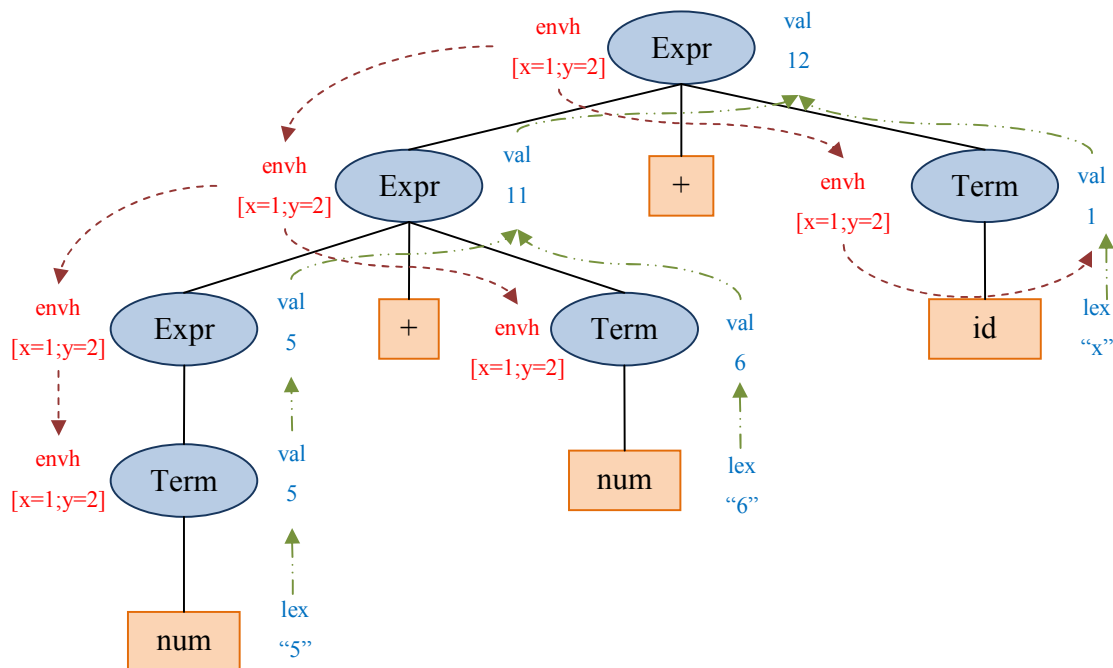 envh
[x=1;y=2]
Expr
val
12
envh
[x=1;y=2]
Expr
val
11
+
envh
[x=1;y=2]
Term
val
1
envh
[x=1;y=2]
Expr
val
5
+
envh
[x=1;y=2]
Term
val
6
id
lex
“x”
envh
[x=1;y=2]
Term
val
5
num
lex
“6”
num
lex
“5”